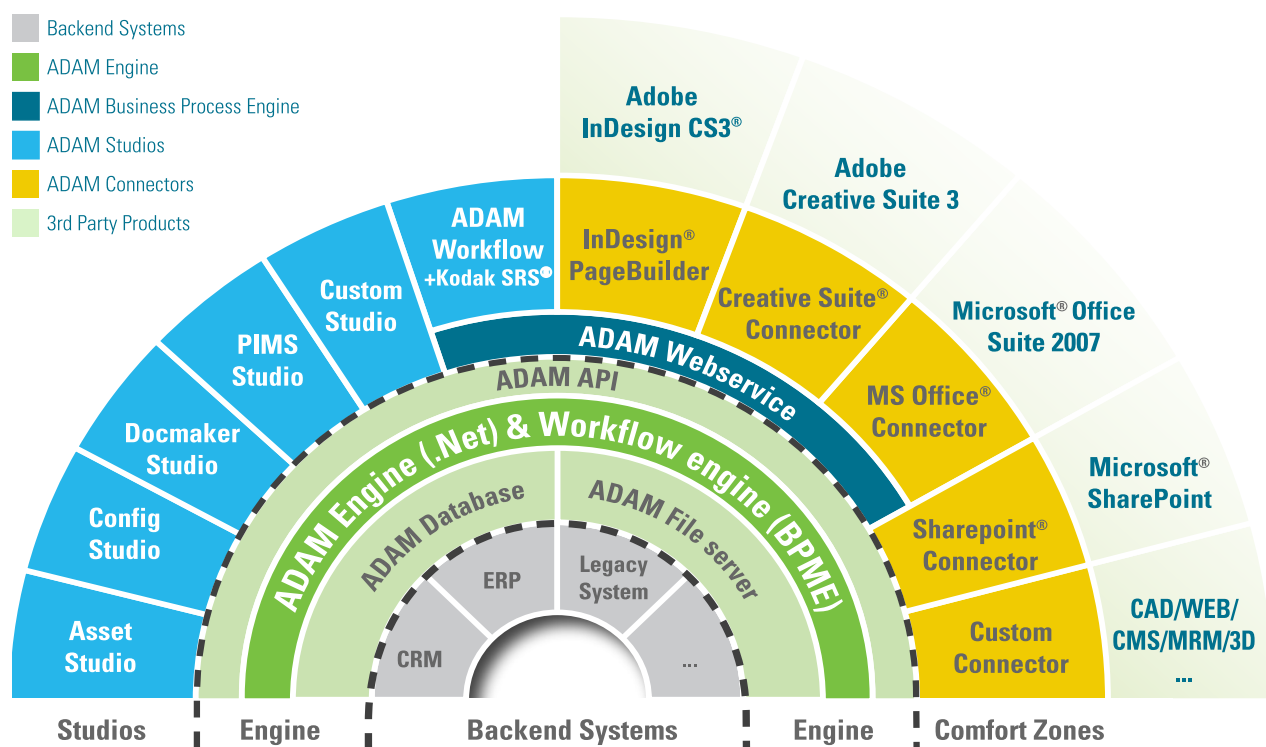 Backend Systems
ADAM Engine
ADAM Business Process Engine
ADAM Studios
ADAM Connectors
3rd Party Products
Adobe
InDesign CS3®
Adobe
Creative Suite 3
Microsoft® Office
Suite 2007
Microsoft®
SharePoint
CAD/WEB/
CMS/MRM/3D
...
Asset
Studio
Config
Studio
Docmaker
Studio
PIMS
Studio
Custom
Studio
ADAM
Workflow
+Kodak SRS®
InDesign®
PageBuilder
Creative Suite®
Connector
MS Office®
Connector
Sharepoint®
Connector
Custom
Connector
ADAM Webservice
ADAM API
ADAM Engine (.Net) & Workflow engine (BPME)
ADAM Database
ADAM File server
CRM
ERP
Legacy
System
...
Studios
Engine
Backend Systems
Engine
Comfort Zones